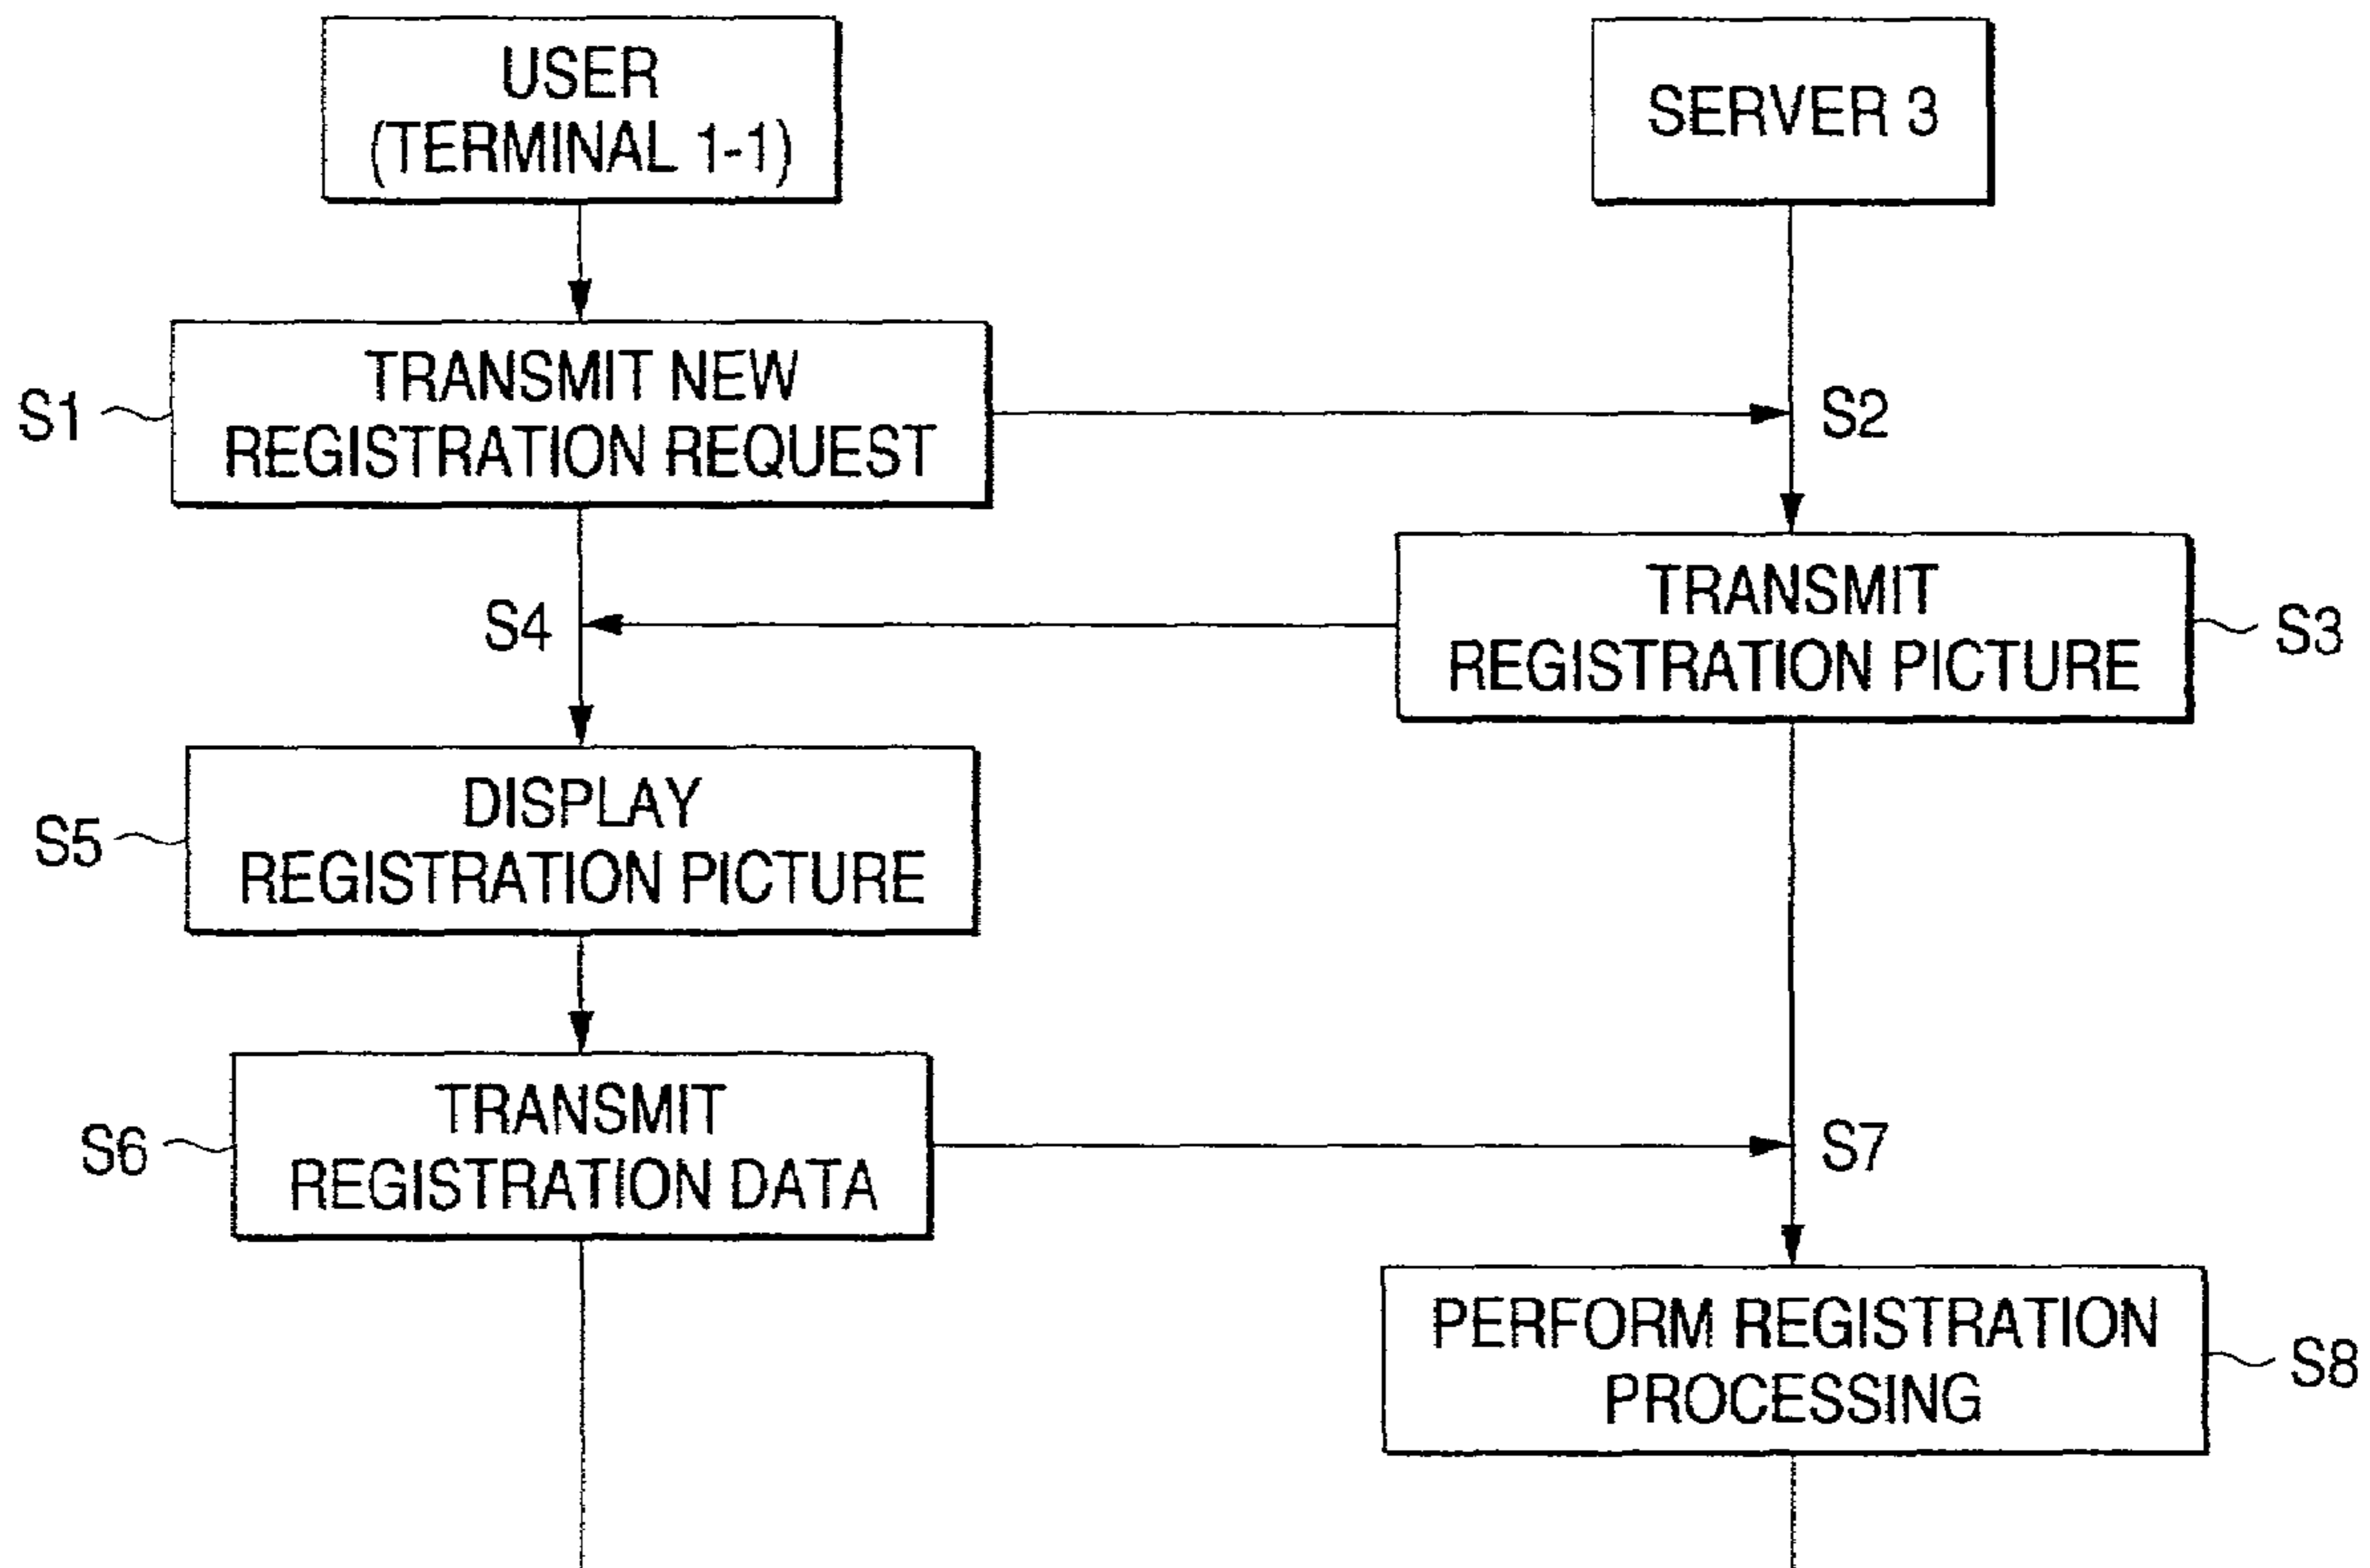 USER
(TERMINAL 1-1)
SERVER 3
TRANSMIT NEW
REGISTRATION REQUEST
S1
S2
TRANSMIT
REGISTRATION PICTURE
S3
S4
DISPLAY
REGISTRATION PICTURE
S5
TRANSMIT
REGISTRATION DATA
S6
S7
PERFORM REGISTRATION
PROCESSING
S8